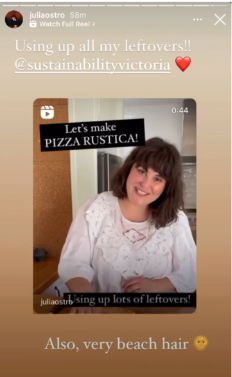 juliaostro 58m
Watch Full Reel >
Using up all my leftovers!!
@sustainabilityvictoria
0:44
Let's make
PIZZA RUSTICA!
juliaostro
Using up lots of leftovers!
Also, very beach hair